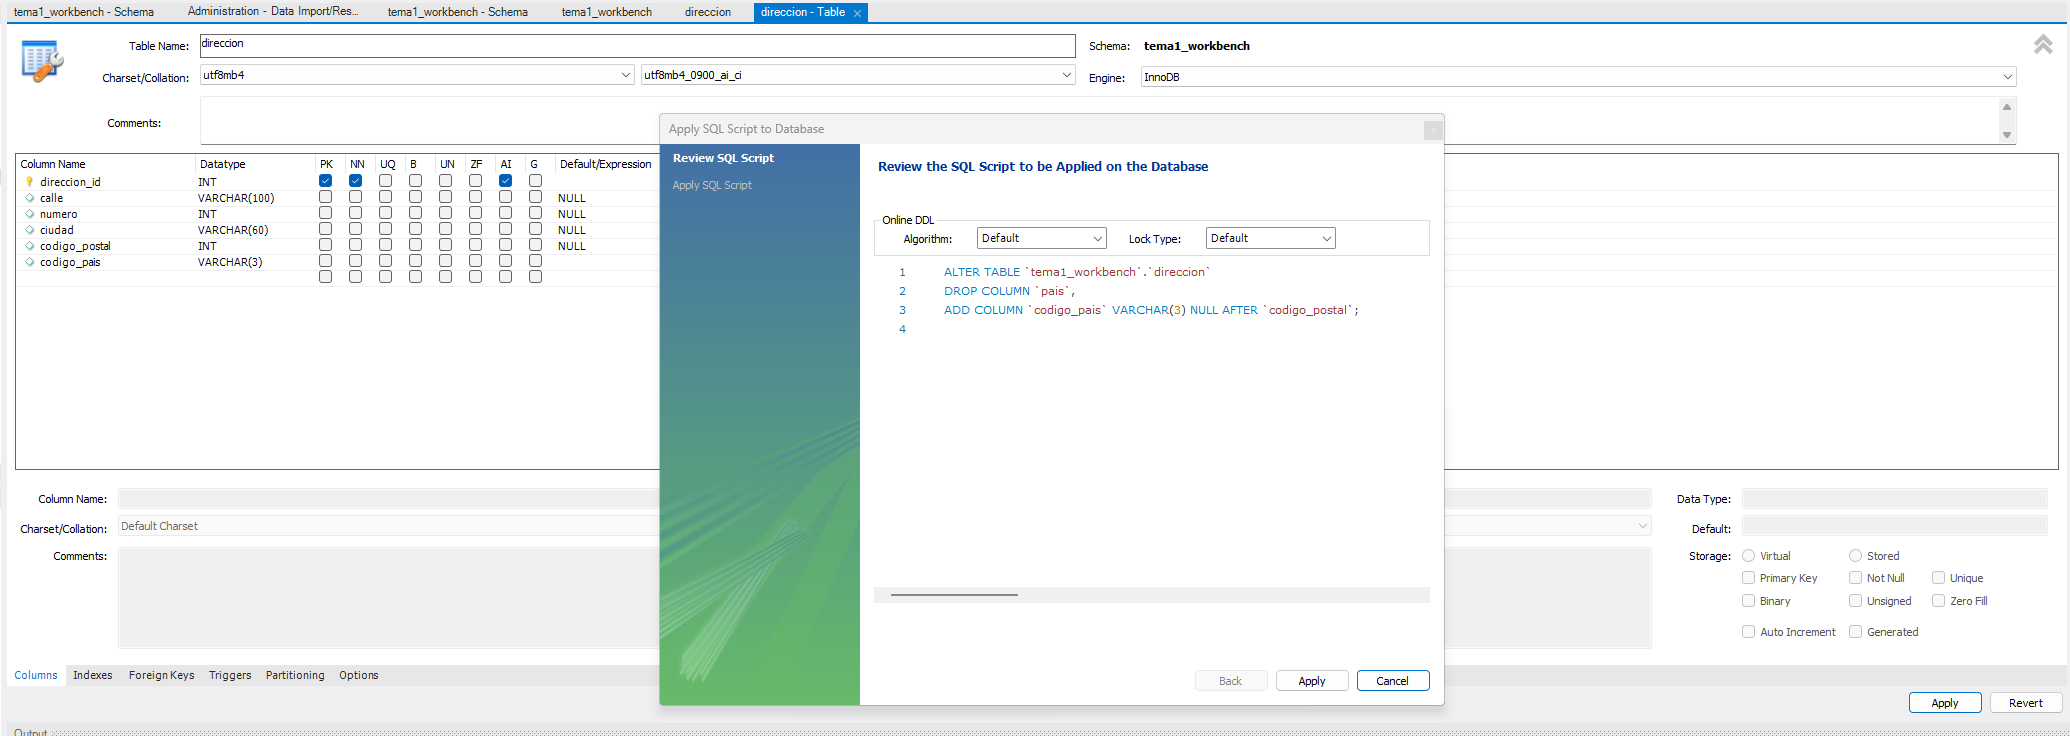 tema1_workbench - Schema
Administration - Data Import/Res...
tema1_workbench - Schema
tema1_workbench
direccion
direccion - Table
Table Name:
direccion
Schema:
tema1_workbench
Charset/Collation:
utf8mb4
utf8mb4_0900_ai_ci
Engine:
InnoDB
Comments:
Column Name Datatype PK NN UQ B UN ZF AI G Default/Expression
direccion_id INT
calle VARCHAR(100) NULL
numero INT NULL
ciudad VARCHAR(60) NULL
codigo_postal INT NULL
codigo_pais VARCHAR(3)
Apply SQL Script to Database
Review SQL Script
Apply SQL Script
Review the SQL Script to be Applied on the Database
Online DDL
Algorithm:
Default
Lock Type:
Default
1 ALTER TABLE `tema1_workbench`.`direccion`
2 DROP COLUMN `pais`,
3 ADD COLUMN `codigo_pais` VARCHAR(3) NULL AFTER `codigo_postal`;
4
Back
Apply
Cancel
Column Name:
Charset/Collation:
Default Charset
Comments:
Data Type:
Default:
Storage:
Virtual
Stored
Primary Key
Not Null
Unique
Binary
Unsigned
Zero Fill
Auto Increment
Generated
Columns
Indexes
Foreign Keys
Triggers
Partitioning
Options
Apply
Revert
Output